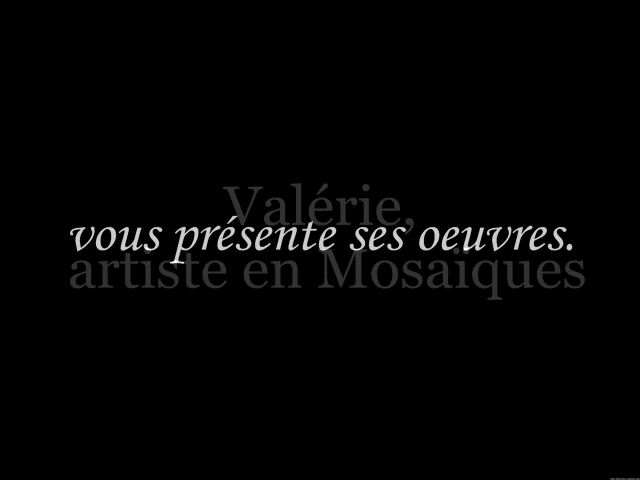 Valérie,
vous présente ses oeuvres.
artiste en Mosaïques